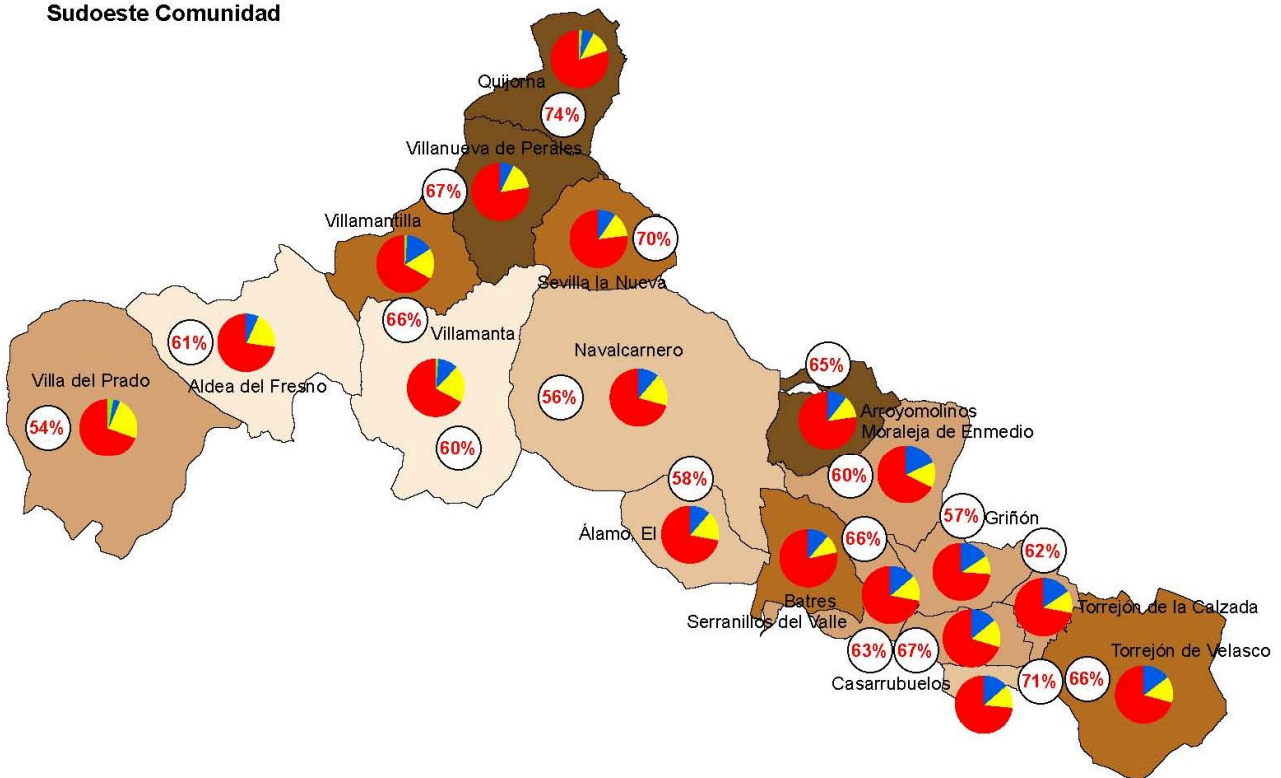 Sudoeste Comunidad
Quijorna
74%
Villanueva de Perales
67%
Villamantilla
70%
Sevilla la Nueva
66%
Villamanta
61%
Aldea del Fresno
Navalcarnero
65%
Villa del Prado
56%
54%
Arroyomolinos
Moraleja de Enmedio
60%
60%
58%
57%
Griñón
Álamo, El
66%
62%
Batres
Torrejón de la Calzada
Serranillos del Valle
63%
67%
Torrejón de Velasco
Casarrubuelos
71%
66%